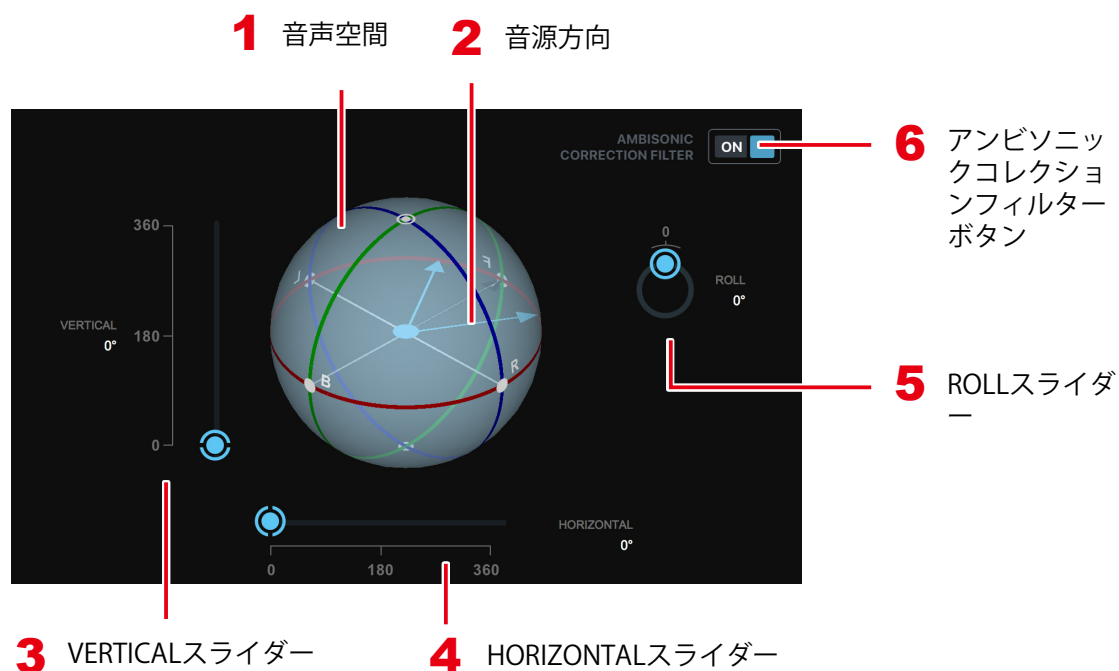 1 音声空間
2 音源方向
AMBISONIC
CORRECTION FILTER
ON
6 アンビソニッ
クコレクショ
ンフィルター
ボタン
360
180
0
VERTICAL
0°
L
F
B
R
0
ROLL
0°
5 ROLLスライダ
ー
HORIZONTAL
0°
0 180 360
3 VERTICALスライダー
4 HORIZONTALスライダー